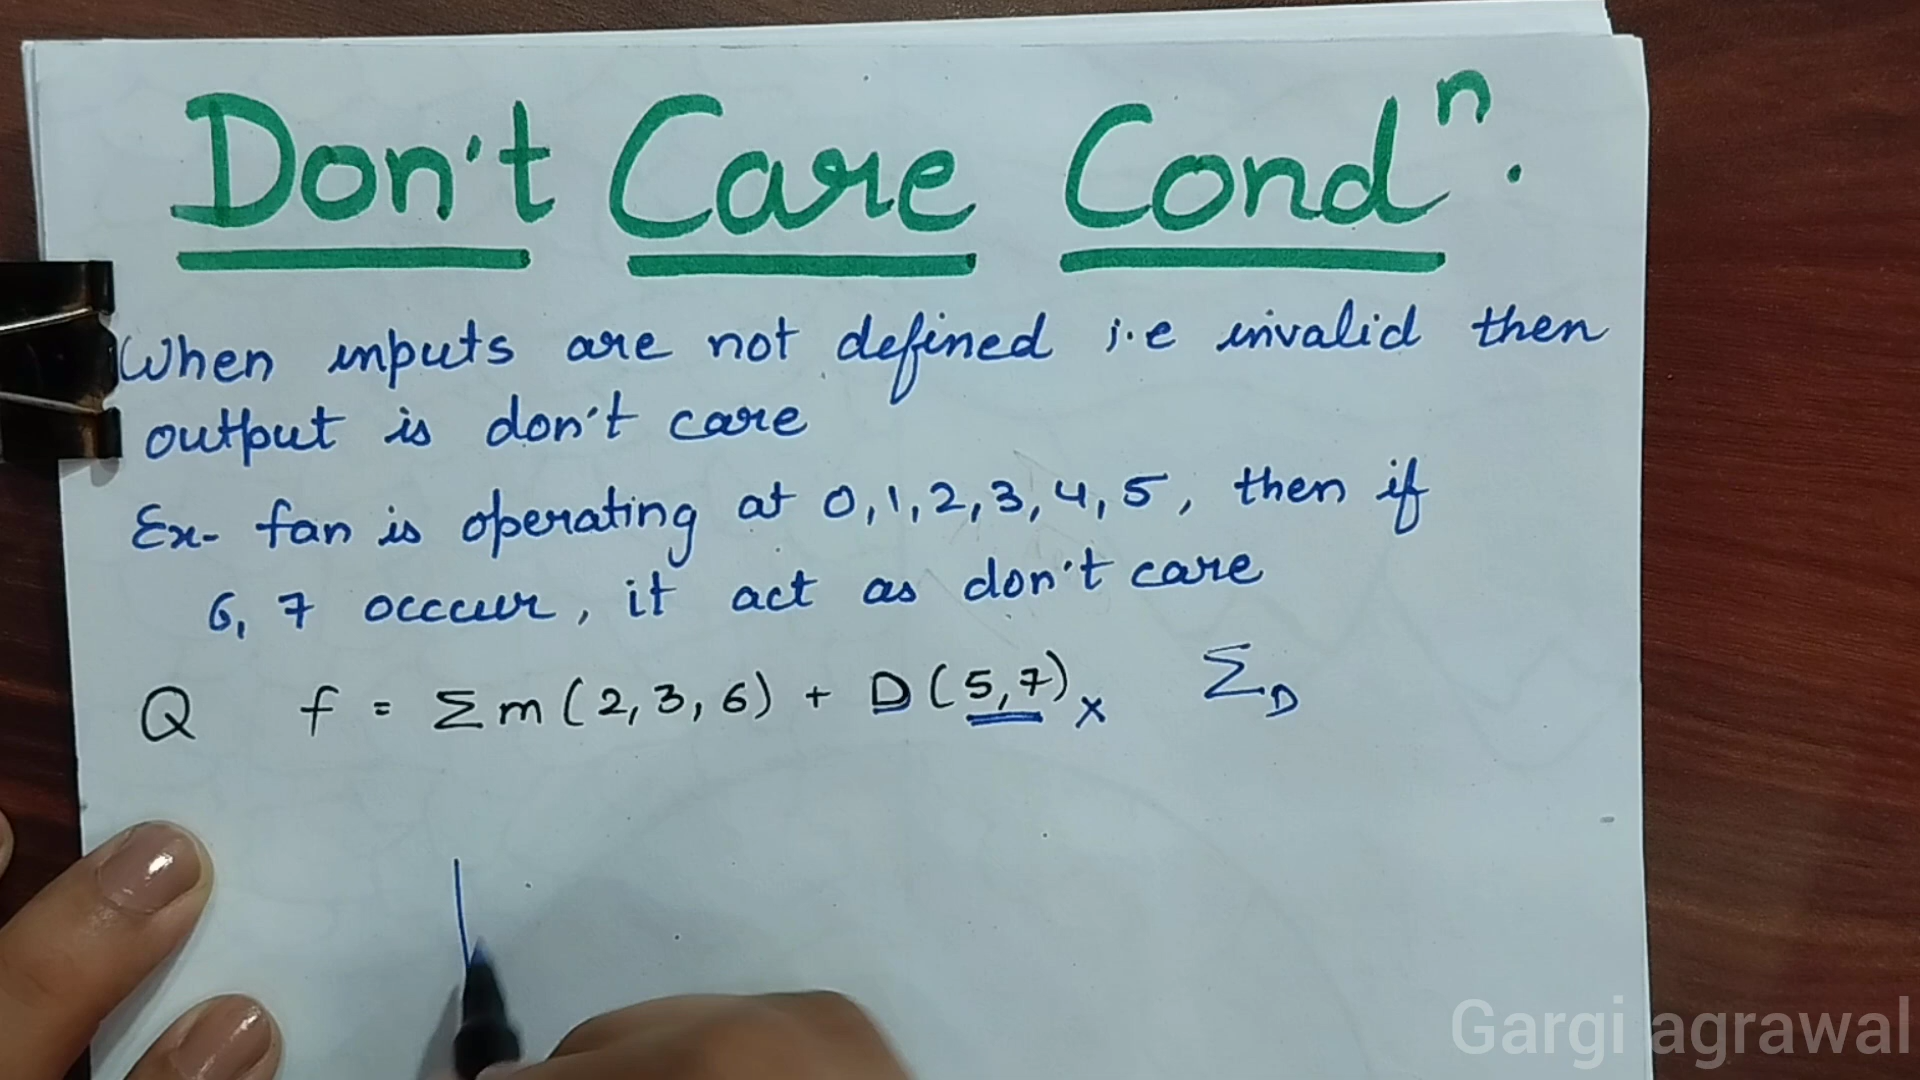 Don't Care Condⁿ.
When inputs are not defined i.e invalid then
output is don't care
Ex- fan is operating at 0,1,2,3,4,5, then if
6, 7 occcur, it act as don't care
Q f = Σm(2,3,6) + D(5,7)x ΣD
Gargi agrawal